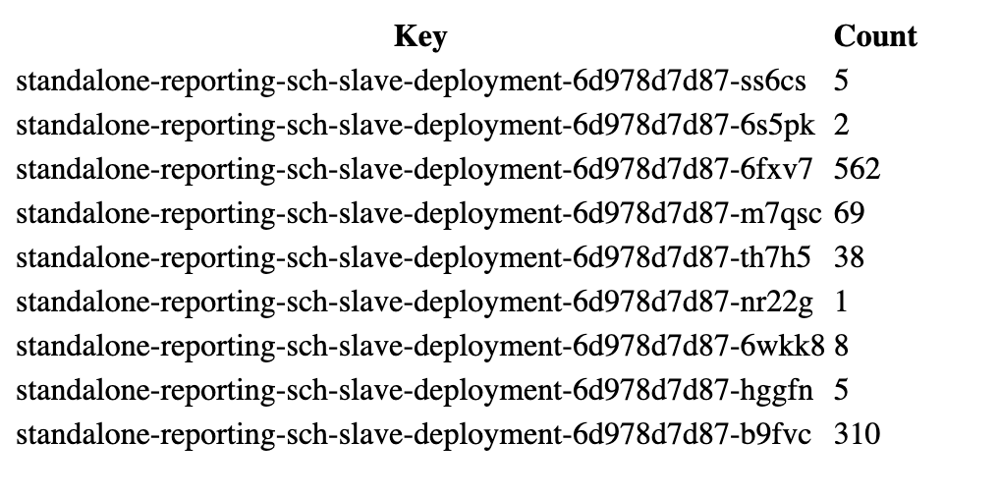 Key Count
standalone-reporting-sch-slave-deployment-6d978d7d87-ss6cs 5
standalone-reporting-sch-slave-deployment-6d978d7d87-6s5pk 2
standalone-reporting-sch-slave-deployment-6d978d7d87-6fxv7 562
standalone-reporting-sch-slave-deployment-6d978d7d87-m7qsc 69
standalone-reporting-sch-slave-deployment-6d978d7d87-th7h5 38
standalone-reporting-sch-slave-deployment-6d978d7d87-nr22g 1
standalone-reporting-sch-slave-deployment-6d978d7d87-6wkk8 8
standalone-reporting-sch-slave-deployment-6d978d7d87-hggfn 5
standalone-reporting-sch-slave-deployment-6d978d7d87-b9fvc 310